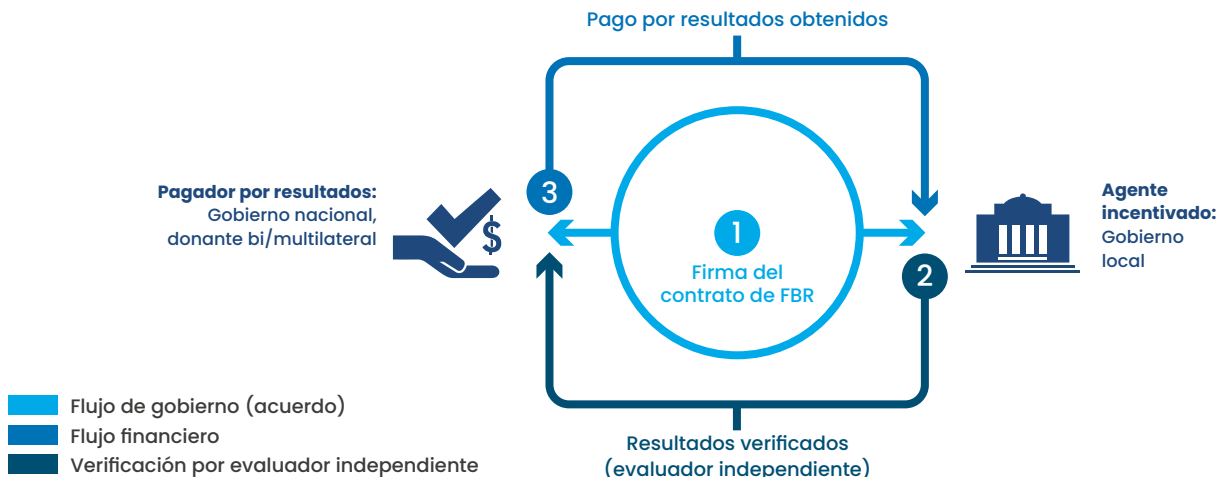 Pago por resultados obtenidos
Pagador por resultados:
Gobierno nacional,
donante bi/multilateral
3
$
1
Firma del
contrato de FBR
2
Agente
incentivado:
Gobierno
local
Flujo de gobierno (acuerdo)
Flujo financiero
Verificación por evaluador independiente
Resultados verificados
(evaluador independiente)